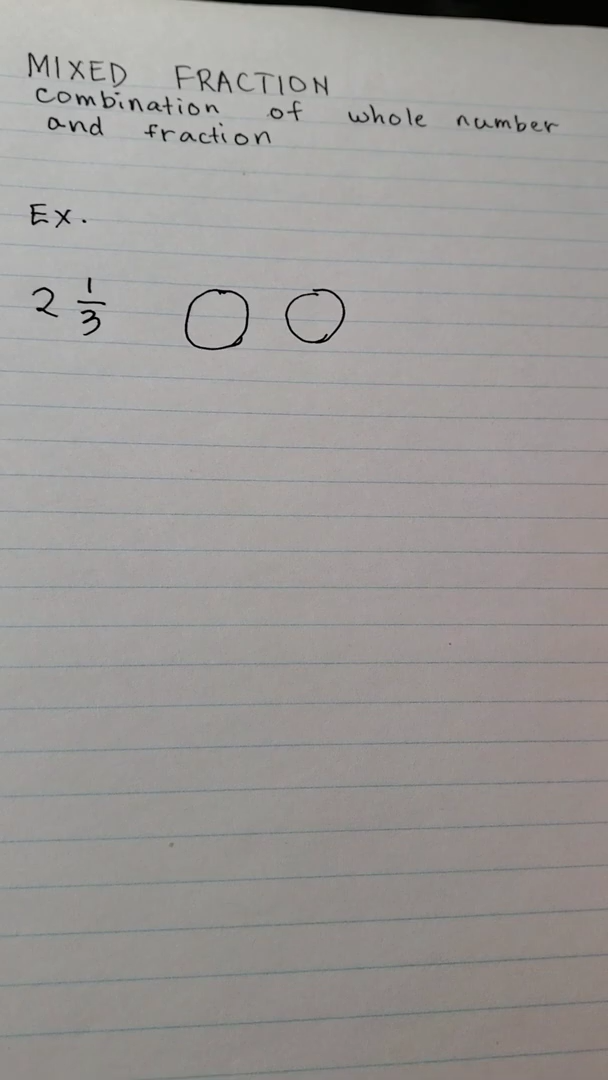 MIXED FRACTION
combination of whole number
and fraction
Ex.
2 1/3